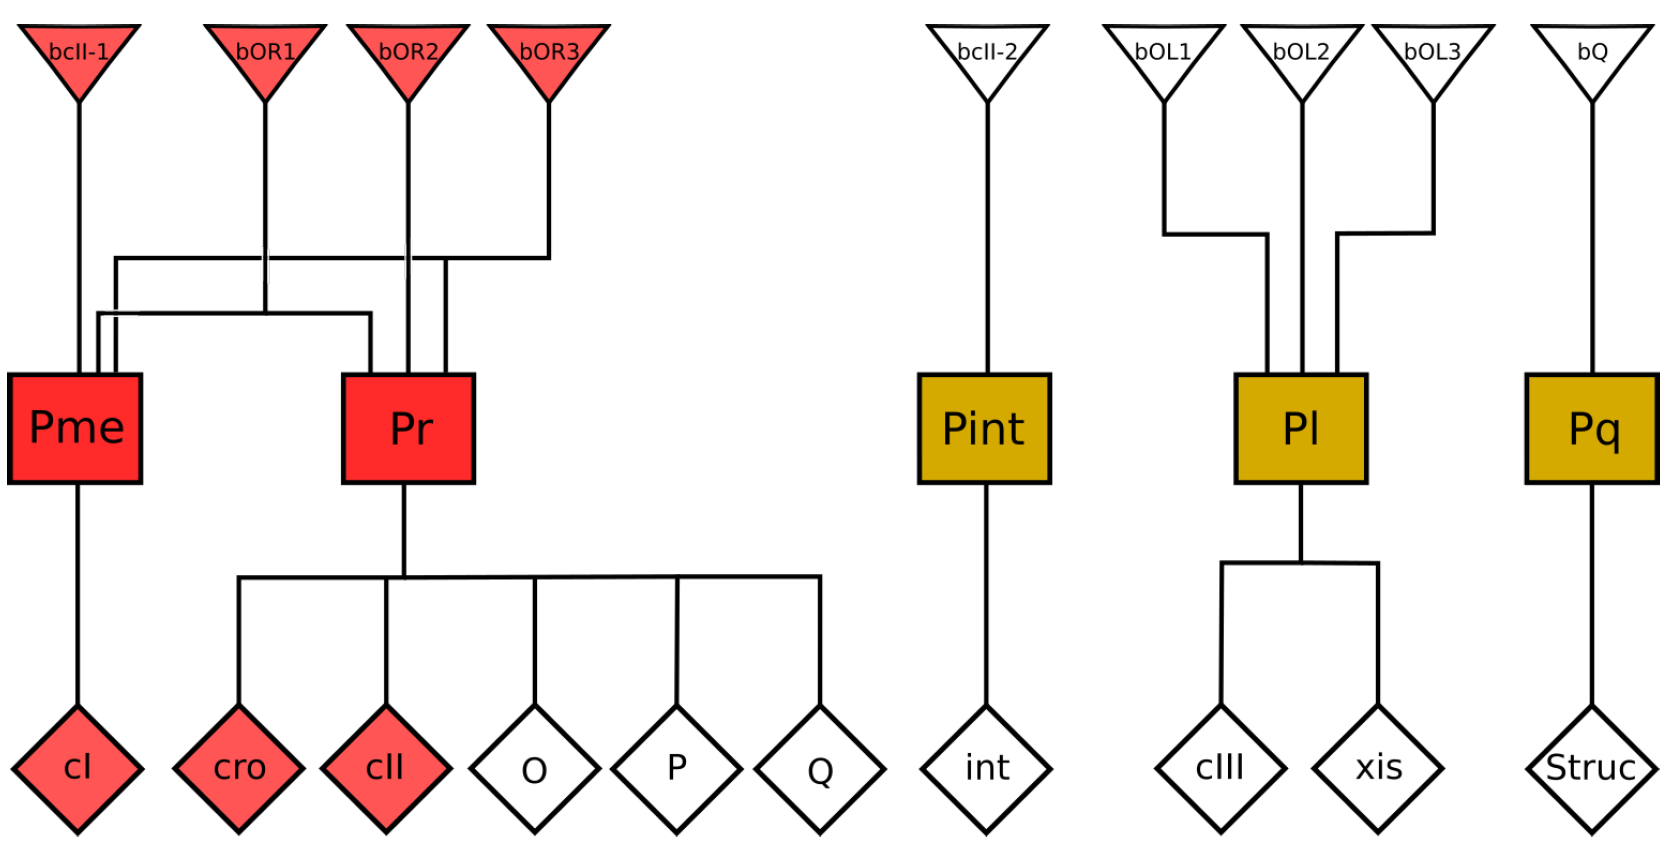 bcII-1 bOR1 bOR2 bOR3 bcII-2 bOL1 bOL2 bOL3 bQ
Pme Pr Pint Pl Pq
cI cro cII O P Q int cIII xis Struc